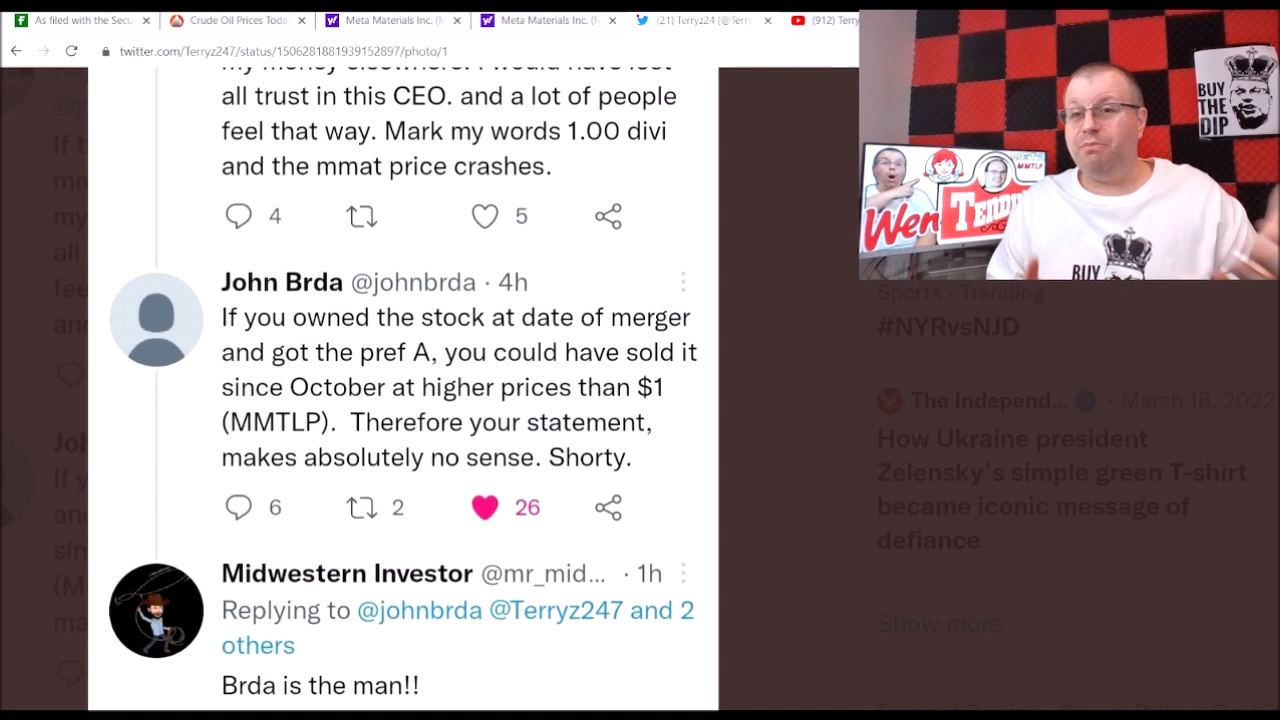 As filed with the Secu
Crude Oil Prices Today
Meta Materials Inc. (M
Meta Materials Inc. (M
(21) Terryz24 (@Terry
(912) Terry
twitter.com/Terryz247/status/1506281881939152897/photo/1
all trust in this CEO. and a lot of people
feel that way. Mark my words 1.00 divi
and the mmat price crashes.
4
5
John Brda @johnbrda · 4h
If you owned the stock at date of merger
and got the pref A, you could have sold it
since October at higher prices than $1
(MMTLP). Therefore your statement,
makes absolutely no sense. Shorty.
6
2
26
Midwestern Investor @mr_mid... · 1h
Replying to @johnbrda @Terryz247 and 2
others
Brda is the man!!
BUY
THE
DIP
MMTLP
Wen
BUY
Sports · Trending
#NYRvsNJD
The Independ... · March 18, 2022
How Ukraine president
Zelensky's simple green T-shirt
became iconic message of
defiance
Show more